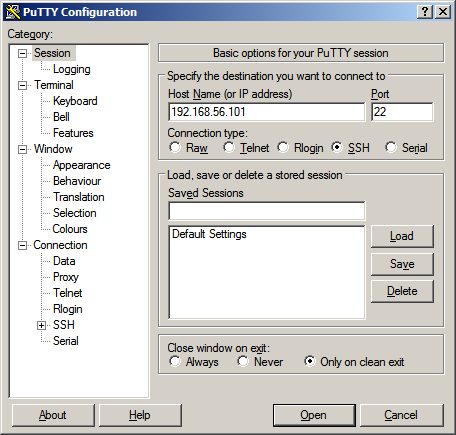 PuTTY Configuration
Category:
Session
Logging
Terminal
Keyboard
Bell
Features
Window
Appearance
Behaviour
Translation
Selection
Colours
Connection
Data
Proxy
Telnet
Rlogin
SSH
Serial
Basic options for your PuTTY session
Specify the destination you want to connect to
Host Name (or IP address) Port
192.168.56.101 22
Connection type:
Raw Telnet Rlogin SSH Serial
Load, save or delete a stored session
Saved Sessions
Default Settings
Load
Save
Delete
Close window on exit:
Always Never Only on clean exit
About Help Open Cancel